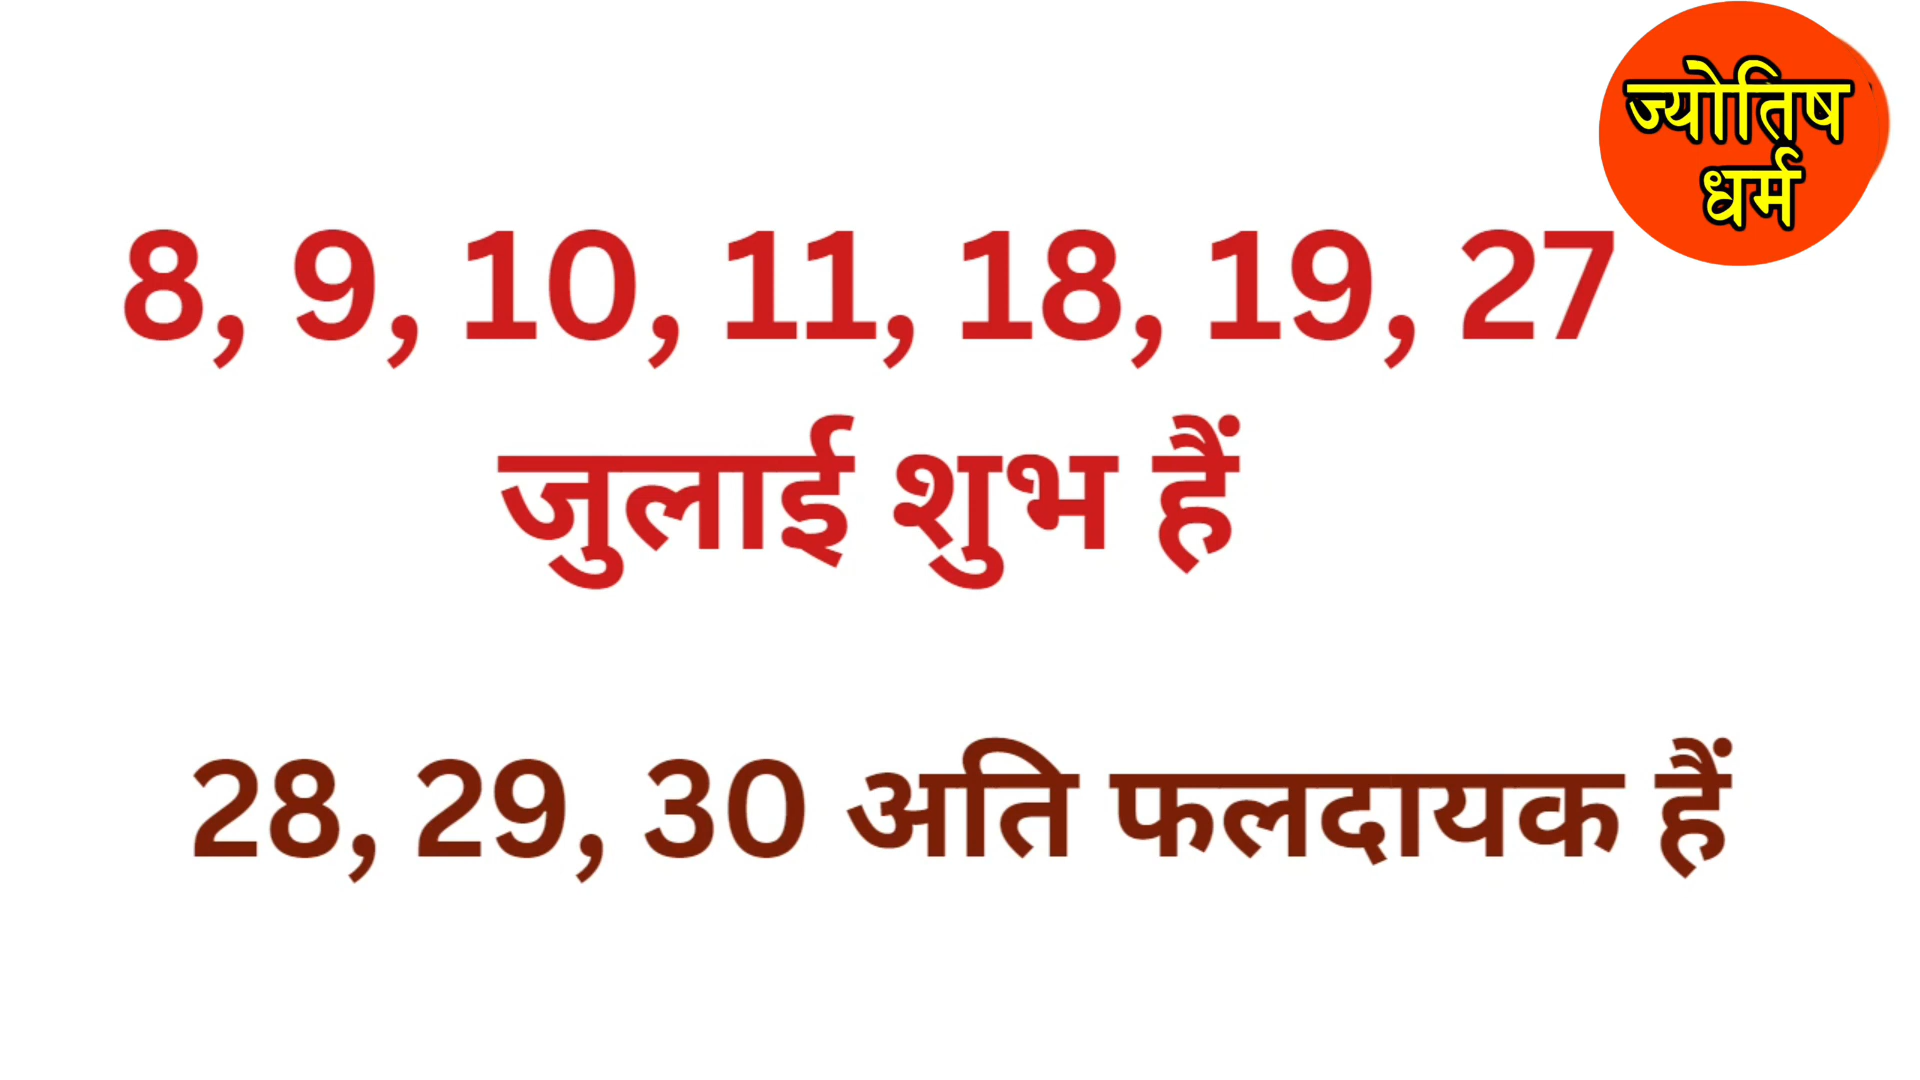 ज्योतिष
धर्म
8, 9, 10, 11, 18, 19, 27
जुलाई शुभ हैं
28, 29, 30 अति फलदायक हैं